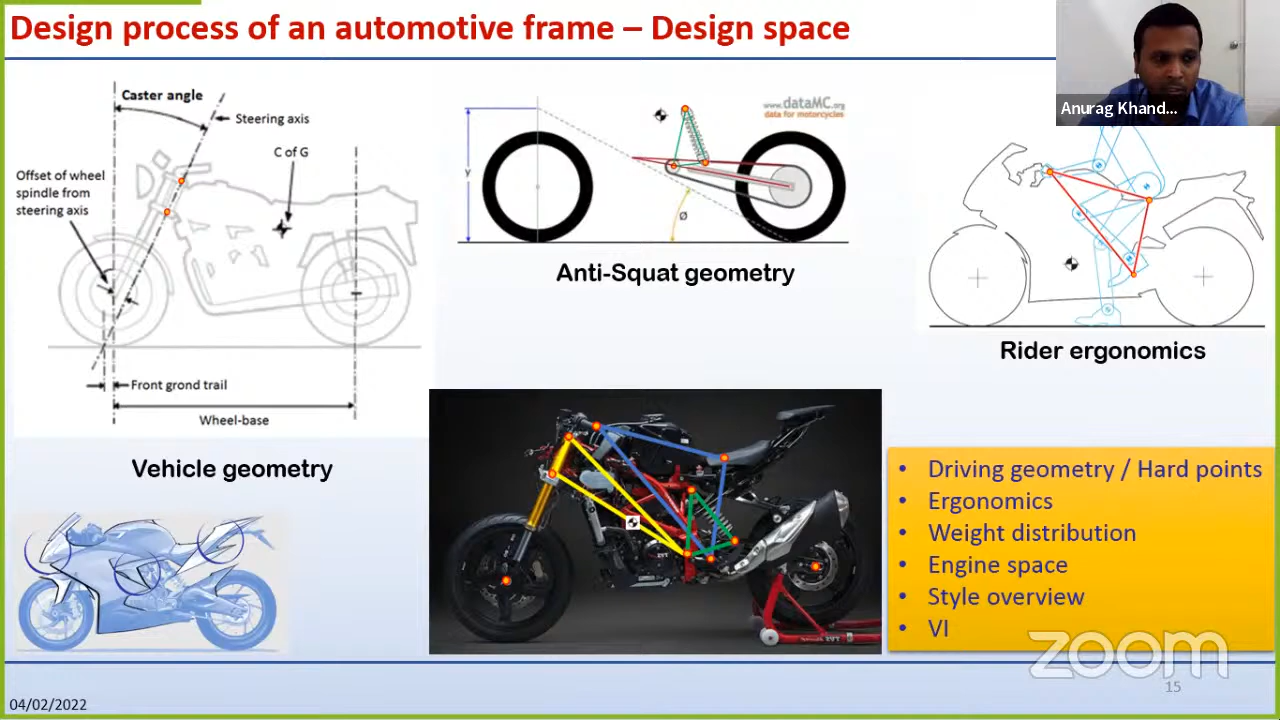 Design process of an automotive frame – Design space
Anurag Khand...
Caster angle
Steering axis
C of G
Offset of wheel
spindle from
steering axis
Front grond trail
Wheel-base
Vehicle geometry
www.dataMC.org
data for motorcycles
y
Ø
Anti-Squat geometry
Rider ergonomics
• Driving geometry / Hard points
• Ergonomics
• Weight distribution
• Engine space
• Style overview
• VI
zoom
15
04/02/2022